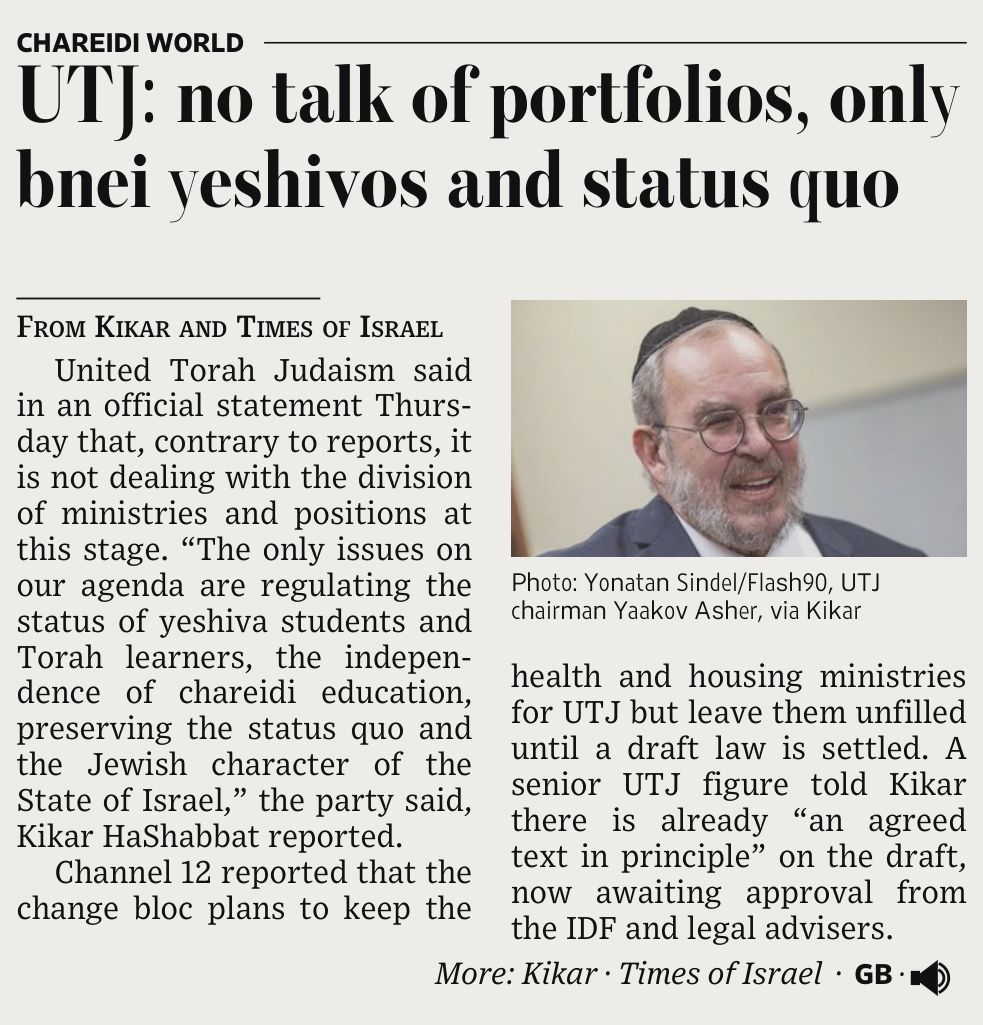 CHAREIDI WORLD
UTJ: no talk of portfolios, only
bnei yeshivos and status quo
FROM KIKAR AND TIMES OF ISRAEL
United Torah Judaism said
in an official statement Thurs-
day that, contrary to reports, it
is not dealing with the division
of ministries and positions at
this stage. “The only issues on
our agenda are regulating the
status of yeshiva students and
Torah learners, the indepen-
dence of chareidi education,
preserving the status quo and
the Jewish character of the
State of Israel,” the party said,
Kikar HaShabbat reported.
Channel 12 reported that the
change bloc plans to keep the
Photo: Yonatan Sindel/Flash90, UTJ
chairman Yaakov Asher, via Kikar
health and housing ministries
for UTJ but leave them unfilled
until a draft law is settled. A
senior UTJ figure told Kikar
there is already “an agreed
text in principle” on the draft,
now awaiting approval from
the IDF and legal advisers.
More: Kikar · Times of Israel · GB ·